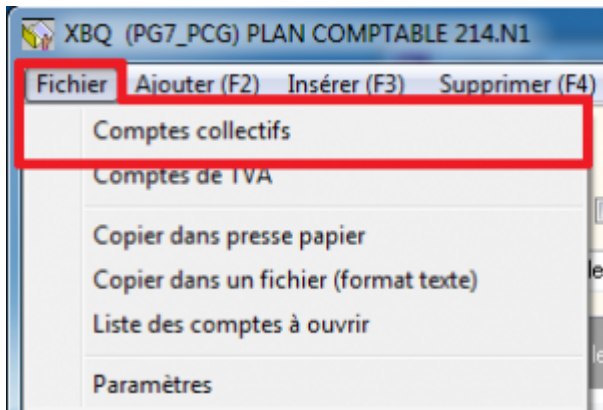 XBQ (PG7_PCG) PLAN COMPTABLE 214.N1
Fichier Ajouter (F2) Insérer (F3) Supprimer (F4)
Comptes collectifs
Comptes de TVA
Copier dans presse papier
Copier dans un fichier (format texte)
Liste des comptes à ouvrir
Paramètres